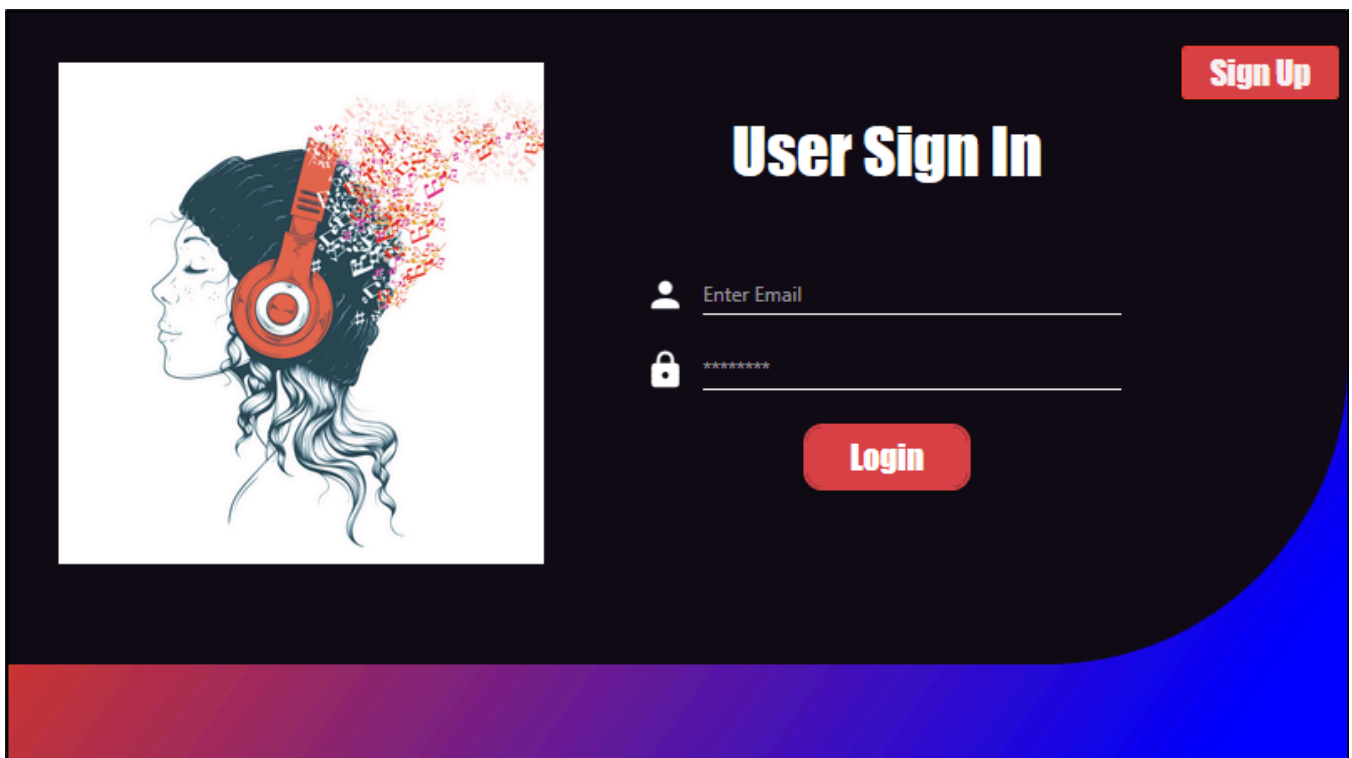 Sign Up
User Sign In
Enter Email
********
Login